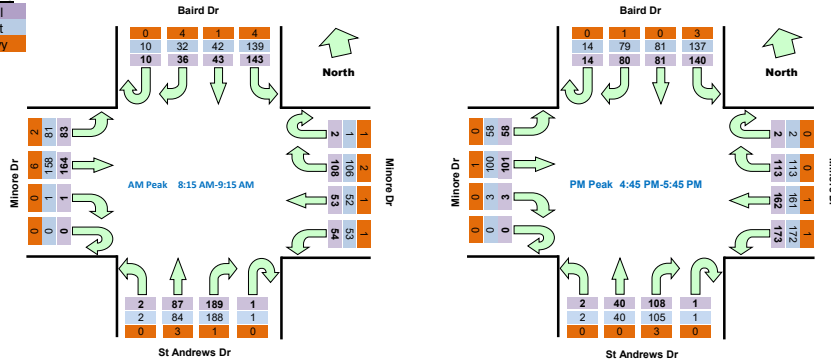 Baird Dr
0 4 1 4
10 32 42 139
10 36 43 143
North
2 81 83
6 158 164
0 1 1
0 0 0
Minore Dr
AM Peak 8:15 AM-9:15 AM
2 1 1
108 106 2
53 52 1
54 53 1
Minore Dr
2 87 189 1
2 84 188 1
0 3 1 0
St Andrews Dr
Baird Dr
0 1 0 3
14 79 81 137
14 80 81 140
North
0 58 58
1 100 101
0 3 3
0 0 0
Minore Dr
PM Peak 4:45 PM-5:45 PM
2 2 0
113 113 0
162 161 1
173 172 1
2 40 108 1
2 40 105 1
0 0 3 0
St Andrews Dr